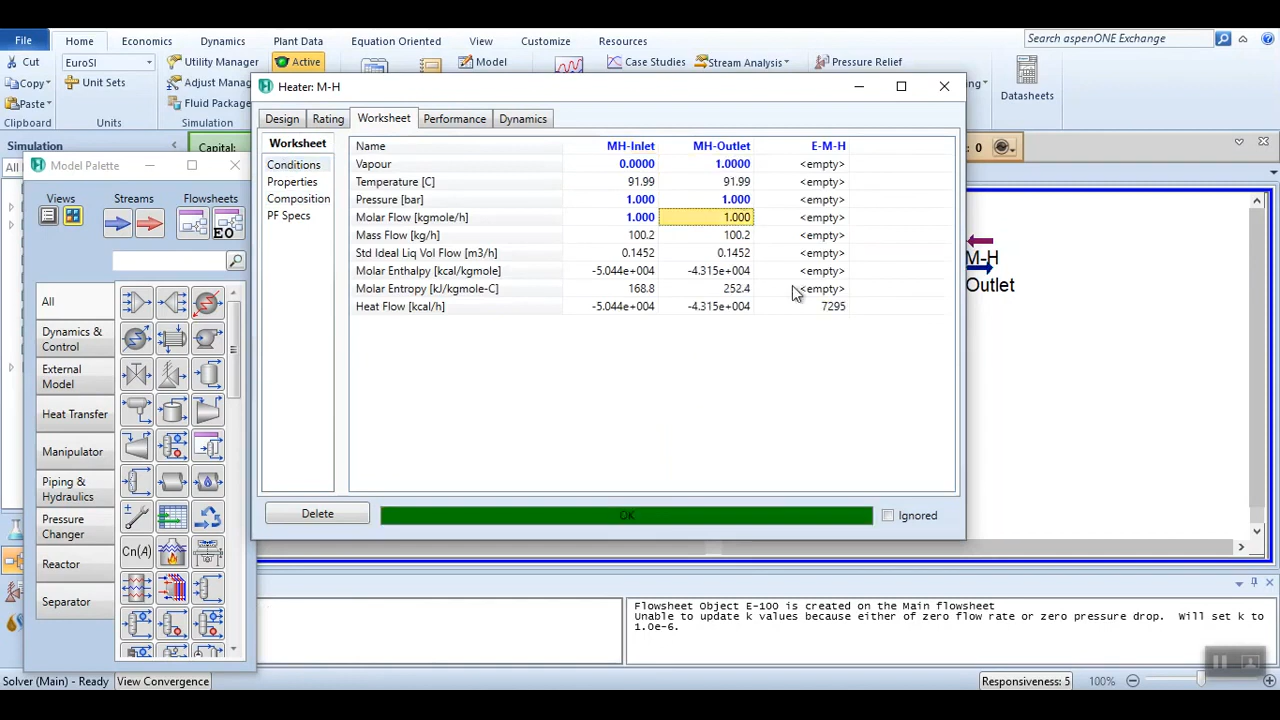 File Home Economics Dynamics Plant Data Equation Oriented View Customize Resources Search aspenONE Exchange
Cut EuroSI Utility Manager Active Model Case Studies Stream Analysis Pressure Relief
Copy Unit Sets Adjust Mana
Paste Fluid Package Datasheets
Clipboard Units Simulation
Simulation Capital: 0
All
Model Palette
Views Streams Flowsheets
EO
All
Dynamics & Control
External Model
Heat Transfer
Manipulator
Piping & Hydraulics
Pressure Changer
Reactor
Separator
Cn(A)
Heater: M-H
Design Rating Worksheet Performance Dynamics
Worksheet
Conditions
Properties
Composition
PF Specs
Name MH-Inlet MH-Outlet E-M-H
Vapour 0.0000 1.0000 <empty>
Temperature [C] 91.99 91.99 <empty>
Pressure [bar] 1.000 1.000 <empty>
Molar Flow [kgmole/h] 1.000 1.000 <empty>
Mass Flow [kg/h] 100.2 100.2 <empty>
Std Ideal Liq Vol Flow [m3/h] 0.1452 0.1452 <empty>
Molar Enthalpy [kcal/kgmole] -5.044e+004 -4.315e+004 <empty>
Molar Entropy [kJ/kgmole-C] 168.8 252.4 <empty>
Heat Flow [kcal/h] -5.044e+004 -4.315e+004 7295
Delete OK Ignored
M-H
Outlet
Flowsheet Object E-100 is created on the Main flowsheet
Unable to update k values because either of zero flow rate or zero pressure drop. Will set k to
1.0e-6.
Solver (Main) - Ready View Convergence Responsiveness: 5 100%